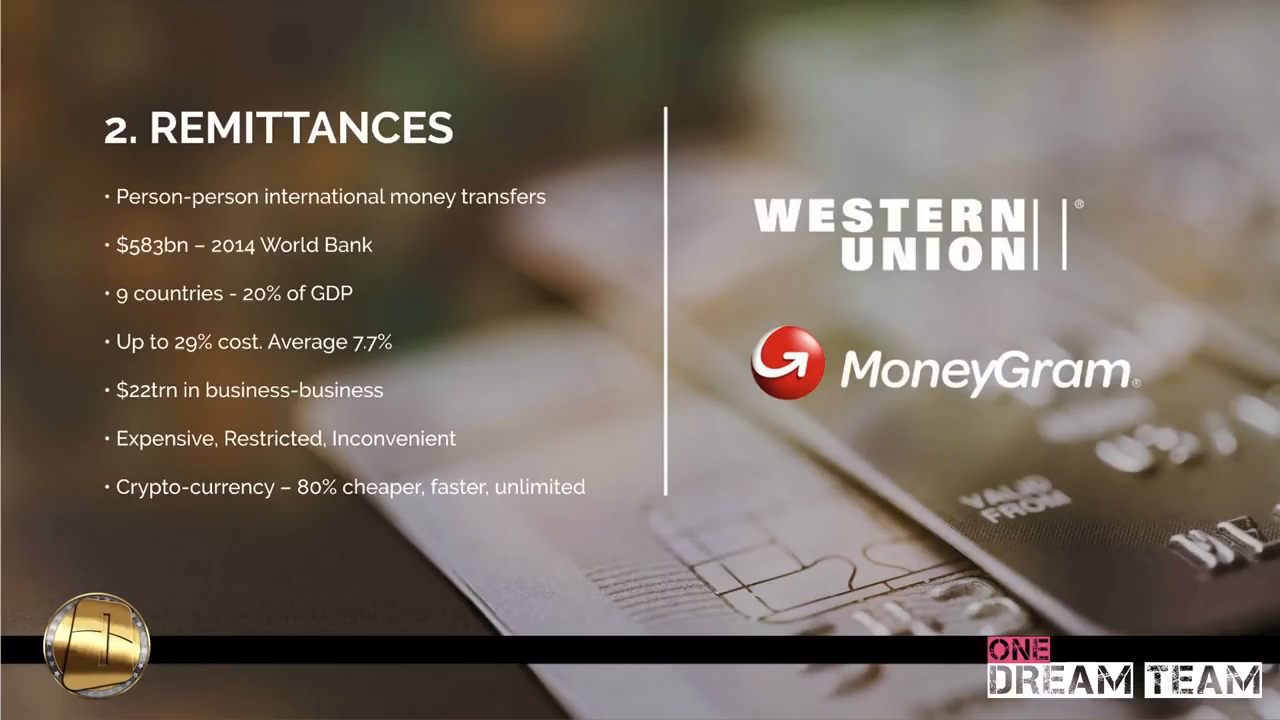 2. REMITTANCES
• Person-person international money transfers
• $583bn – 2014 World Bank
• 9 countries - 20% of GDP
• Up to 29% cost. Average 7.7%
• $22trn in business-business
• Expensive, Restricted, Inconvenient
• Crypto-currency – 80% cheaper, faster, unlimited
WESTERN
UNION®
MoneyGram®
VALID
FROM
ONE
DREAM TEAM